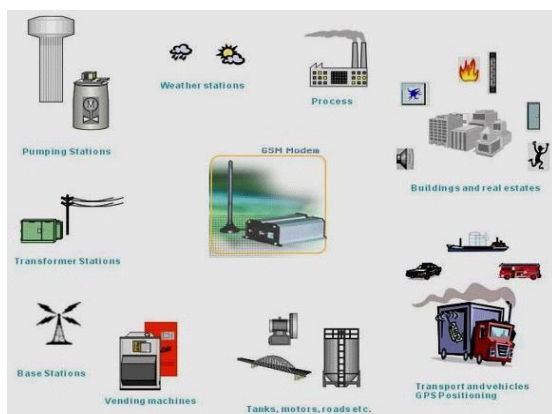 Weather stations
Process
Pumping Stations
GSM Modem
Buildings and real estates
Transformer Stations
Base Stations
Vending machines
Tanks, motors, roads etc.
Transport and vehicles
GPS Positioning